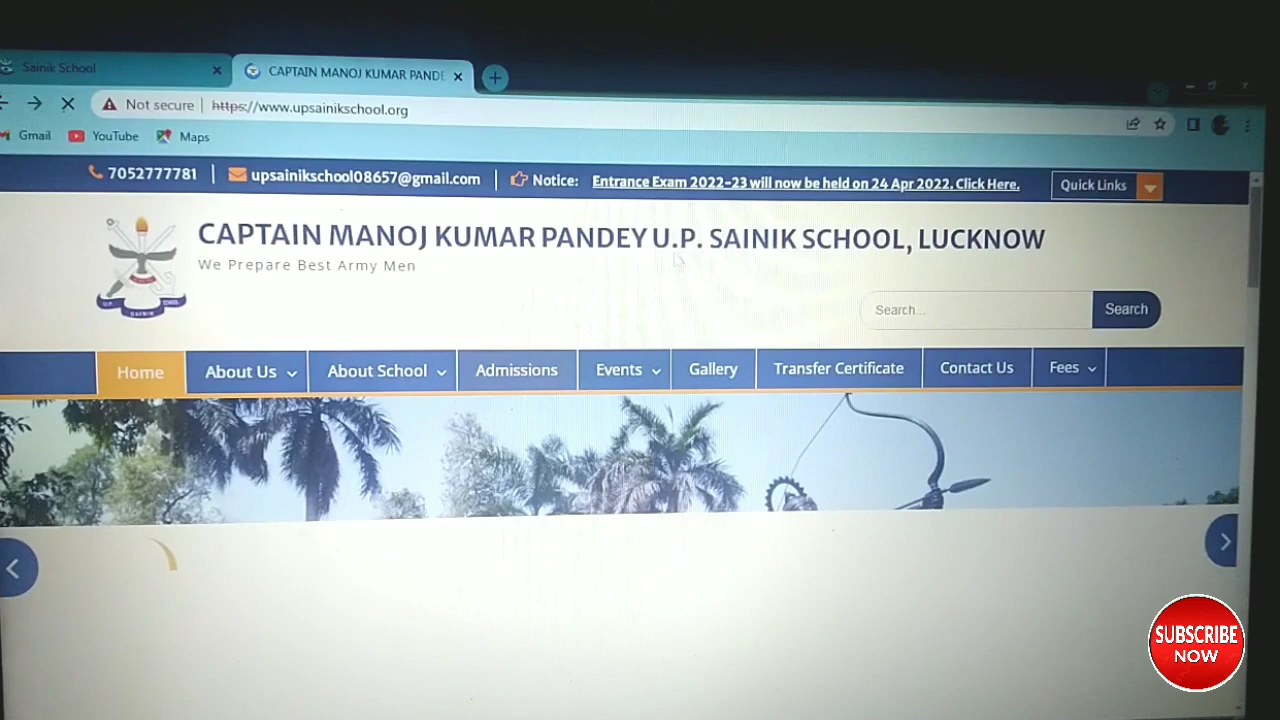 Sainik School
CAPTAIN MANOJ KUMAR PANDE
Not secure
https://www.upsainikschool.org
Gmail YouTube Maps
7052777781 upsainikschool08657@gmail.com Notice: Entrance Exam 2022-23 will now be held on 24 Apr 2022. Click Here. Quick Links
CAPTAIN MANOJ KUMAR PANDEY U.P. SAINIK SCHOOL, LUCKNOW
We Prepare Best Army Men
Search... Search
Home About Us About School Admissions Events Gallery Transfer Certificate Contact Us Fees
SUBSCRIBE
NOW